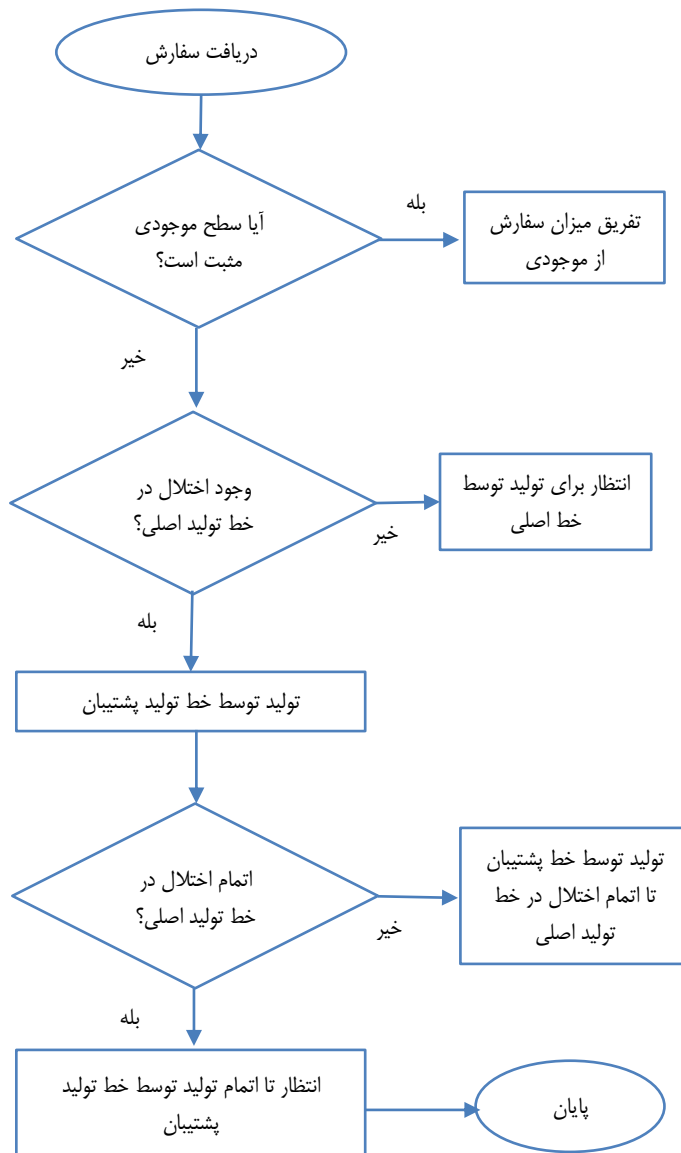 دریافت سفارش
آیا سطح موجودی
مثبت است؟
بله
تفریق میزان سفارش
از موجودی
خیر
وجود اختلال در
خط تولید اصلی؟
خیر
انتظار برای تولید توسط
خط اصلی
بله
تولید توسط خط تولید پشتیبان
اتمام اختلال در
خط تولید اصلی؟
خیر
تولید توسط خط پشتیبان
تا اتمام اختلال در خط
تولید اصلی
بله
انتظار تا اتمام تولید توسط خط تولید
پشتیبان
پایان